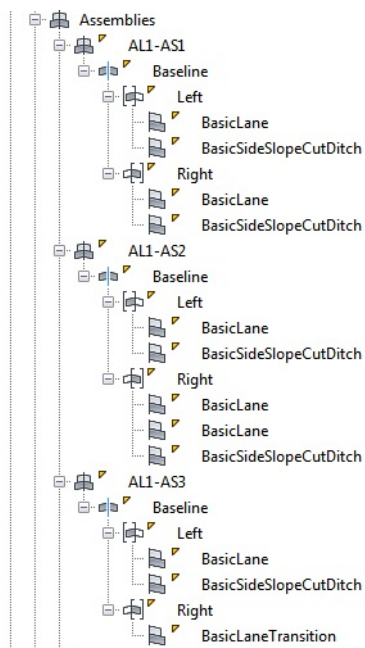 Assemblies
AL1-AS1
Baseline
Left
BasicLane
BasicSideSlopeCutDitch
Right
BasicLane
BasicSideSlopeCutDitch
AL1-AS2
Baseline
Left
BasicLane
BasicSideSlopeCutDitch
Right
BasicLane
BasicLane
BasicSideSlopeCutDitch
AL1-AS3
Baseline
Left
BasicLane
BasicSideSlopeCutDitch
Right
BasicLaneTransition